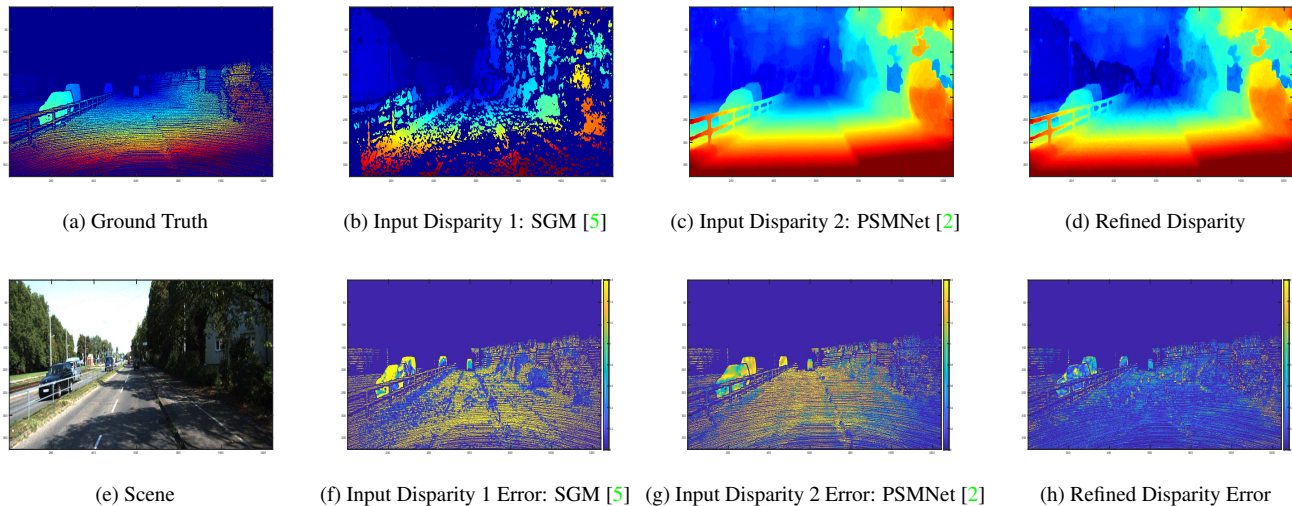 (a) Ground Truth
(b) Input Disparity 1: SGM [5]
(c) Input Disparity 2: PSMNet [2]
(d) Refined Disparity
(e) Scene
(f) Input Disparity 1 Error: SGM [5]
(g) Input Disparity 2 Error: PSMNet [2]
(h) Refined Disparity Error